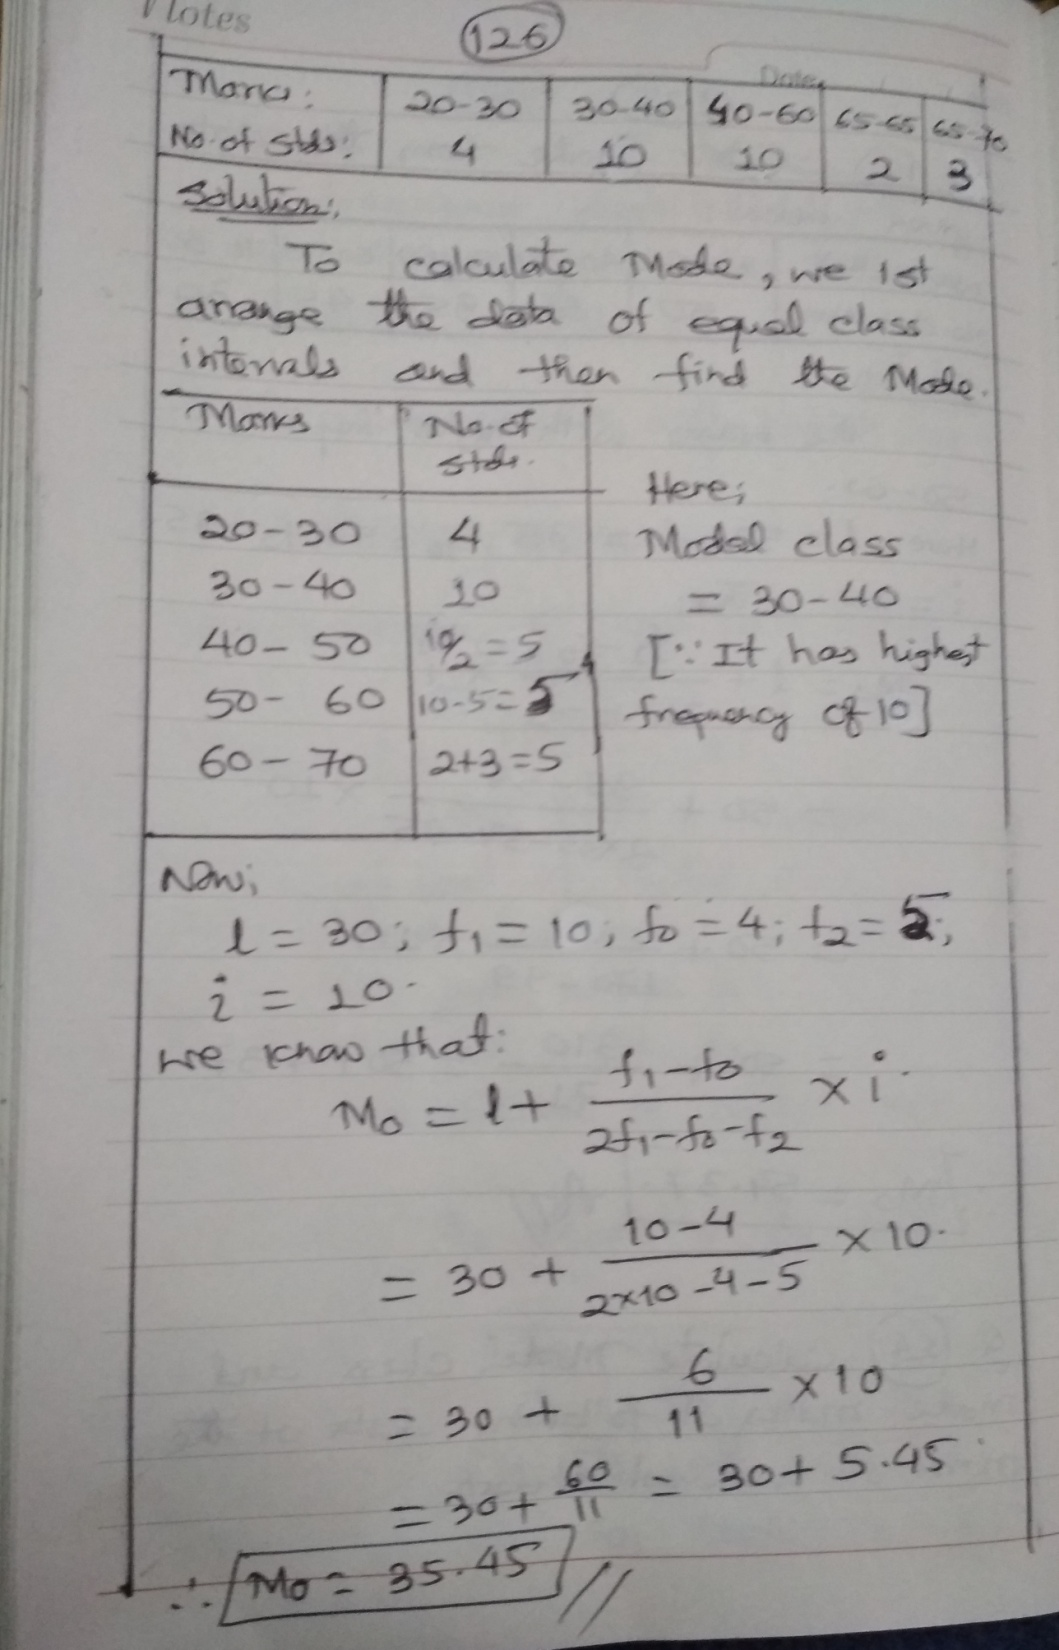 Notes
126
Date
Marks: 20-30 30-40 40-60 65-65 65-70
No. of Stds: 4 10 10 2 3
Solution:,
To calculate Mode, we 1st
arrange the data of equal class
intervals and then find the Mode.
Marks No. of
stds.
20-30 4
30-40 10
40-50 10/2=5
50-60 10-5=5
60-70 2+3=5
Here;
Modal class
= 30-40
[∵ It has highest
frequency of 10]
Now;
l = 30; f₁ = 10; f₀ = 4; f₂ = 5;
i = 10.
we know that:
M₀ = l + (f₁-f₀)/(2f₁-f₀-f₂) × i.
= 30 + (10-4)/(2×10-4-5) × 10.
= 30 + 6/11 × 10
= 30 + 60/11 = 30 + 5.45
∴ M₀ = 35.45 //